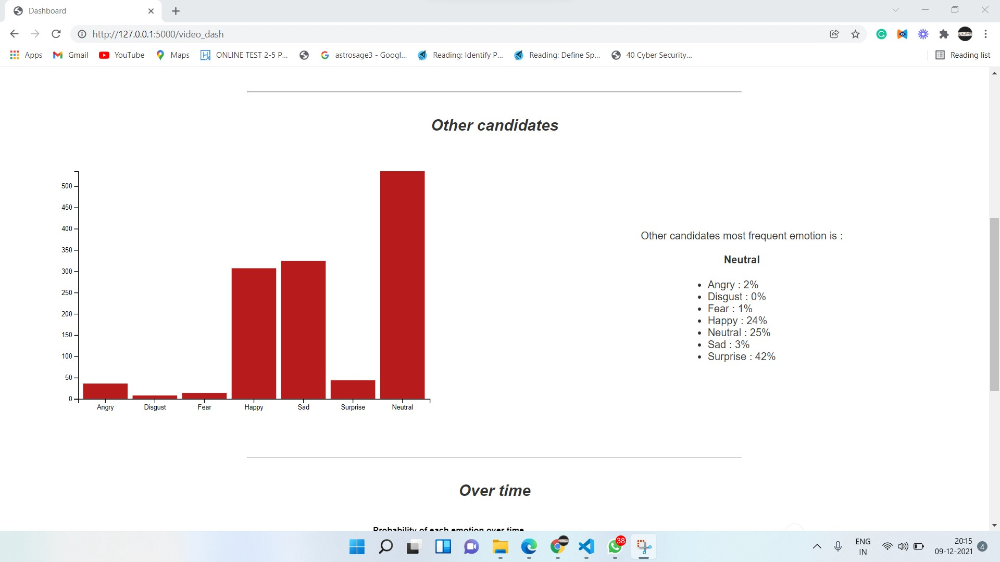 Dashboard
http://127.0.0.1:5000/video_dash
Apps Gmail YouTube Maps ONLINE TEST 2-5 P... astrosage3 - Googl... Reading: Identify P... Reading: Define Sp... 40 Cyber Security... Reading list
Other candidates
500
450
400
350
300
250
200
150
100
50
0
Angry Disgust Fear Happy Sad Surprise Neutral
Other candidates most frequent emotion is :
Neutral
• Angry : 2%
• Disgust : 0%
• Fear : 1%
• Happy : 24%
• Neutral : 25%
• Sad : 3%
• Surprise : 42%
Over time
Probability of each emotion over time
38
ENG
IN
20:15
09-12-2021
4